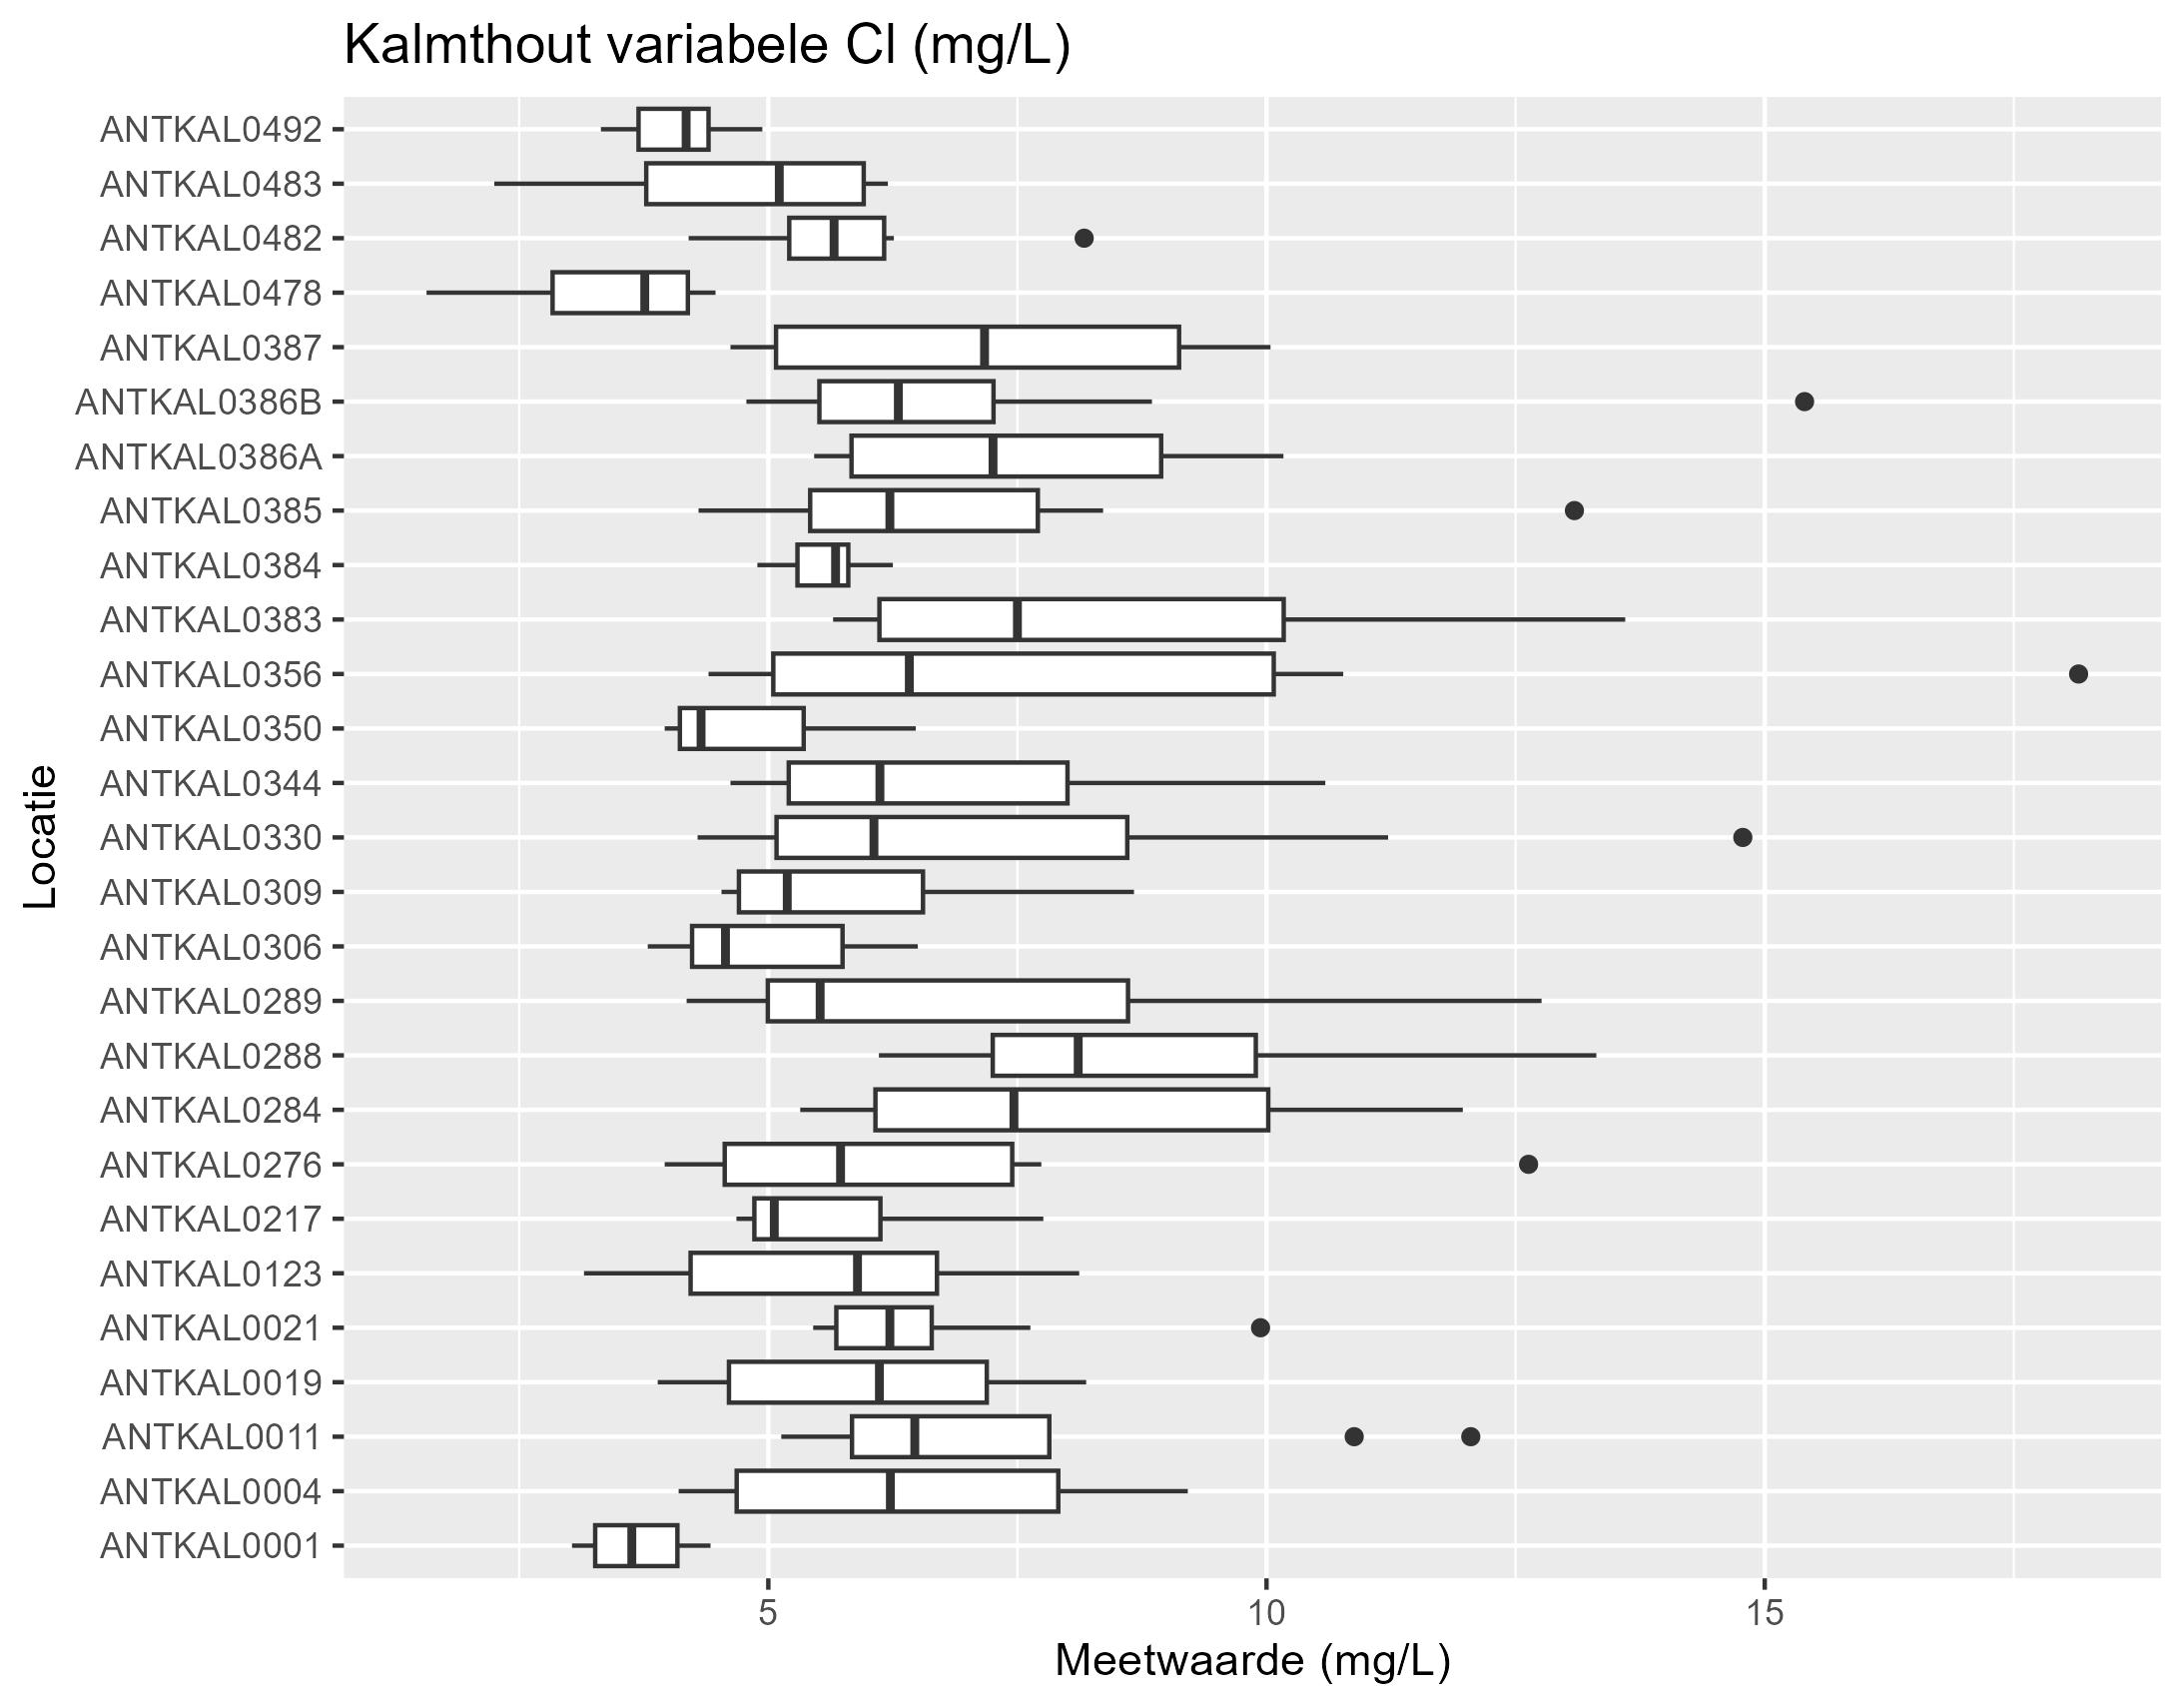 Kalmthout variabele Cl (mg/L)
ANTKAL0492
ANTKAL0483
ANTKAL0482
ANTKAL0478
ANTKAL0387
ANTKAL0386B
ANTKAL0386A
ANTKAL0385
ANTKAL0384
ANTKAL0383
ANTKAL0356
ANTKAL0350
ANTKAL0344
ANTKAL0330
ANTKAL0309
ANTKAL0306
ANTKAL0289
ANTKAL0288
ANTKAL0284
ANTKAL0276
ANTKAL0217
ANTKAL0123
ANTKAL0021
ANTKAL0019
ANTKAL0011
ANTKAL0004
ANTKAL0001
Locatie
5 10 15
Meetwaarde (mg/L)